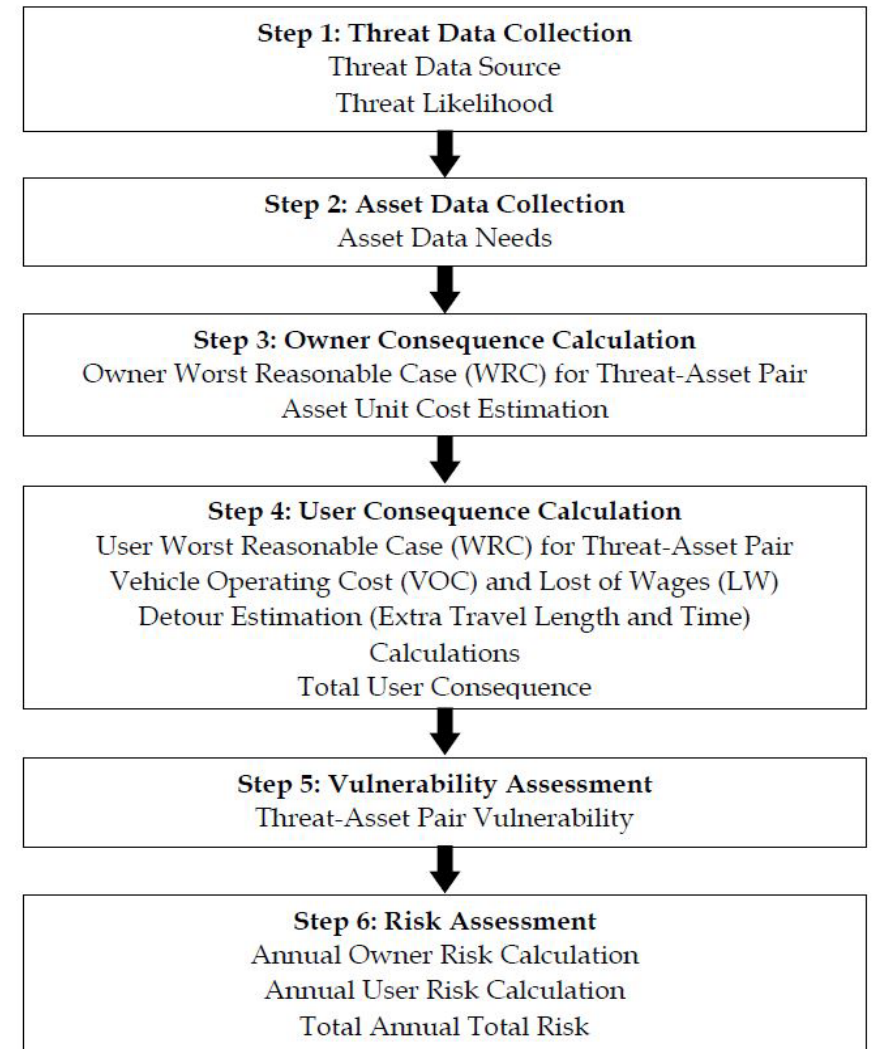 Step 1: Threat Data Collection
Threat Data Source
Threat Likelihood
Step 2: Asset Data Collection
Asset Data Needs
Step 3: Owner Consequence Calculation
Owner Worst Reasonable Case (WRC) for Threat-Asset Pair
Asset Unit Cost Estimation
Step 4: User Consequence Calculation
User Worst Reasonable Case (WRC) for Threat-Asset Pair
Vehicle Operating Cost (VOC) and Lost of Wages (LW)
Detour Estimation (Extra Travel Length and Time)
Calculations
Total User Consequence
Step 5: Vulnerability Assessment
Threat-Asset Pair Vulnerability
Step 6: Risk Assessment
Annual Owner Risk Calculation
Annual User Risk Calculation
Total Annual Total Risk